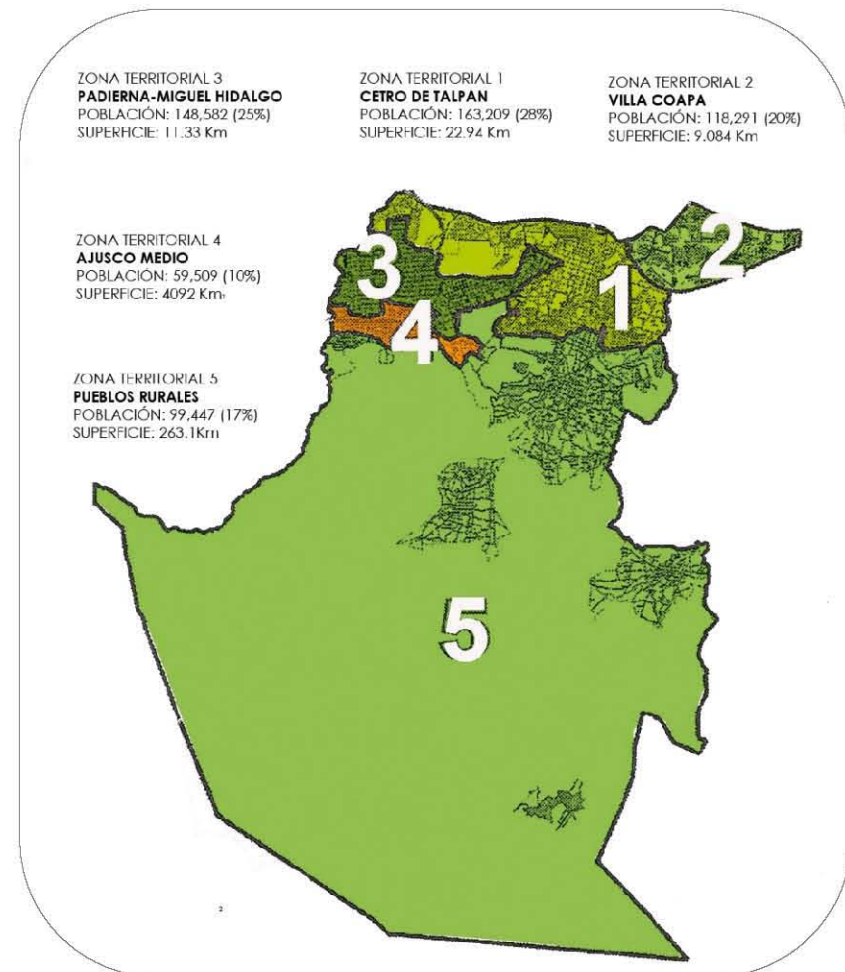 ZONA TERRITORIAL 3
PADIERNA-MIGUEL HIDALGO
POBLACIÓN: 148,582 (25%)
SUPERFICIE: 11.33 Km
ZONA TERRITORIAL 1
CETRO DE TALPAN
POBLACIÓN: 163,209 (28%)
SUPERFICIE: 22.94 Km
ZONA TERRITORIAL 2
VILLA COAPA
POBLACIÓN: 118,291 (20%)
SUPERFICIE: 9.084 Km
ZONA TERRITORIAL 4
AJUSCO MEDIO
POBLACIÓN: 59,509 (10%)
SUPERFICIE: 4092 Km²
ZONA TERRITORIAL 5
PUEBLOS RURALES
POBLACIÓN: 99,447 (17%)
SUPERFICIE: 263.1Km
3
2
1
4
5
2